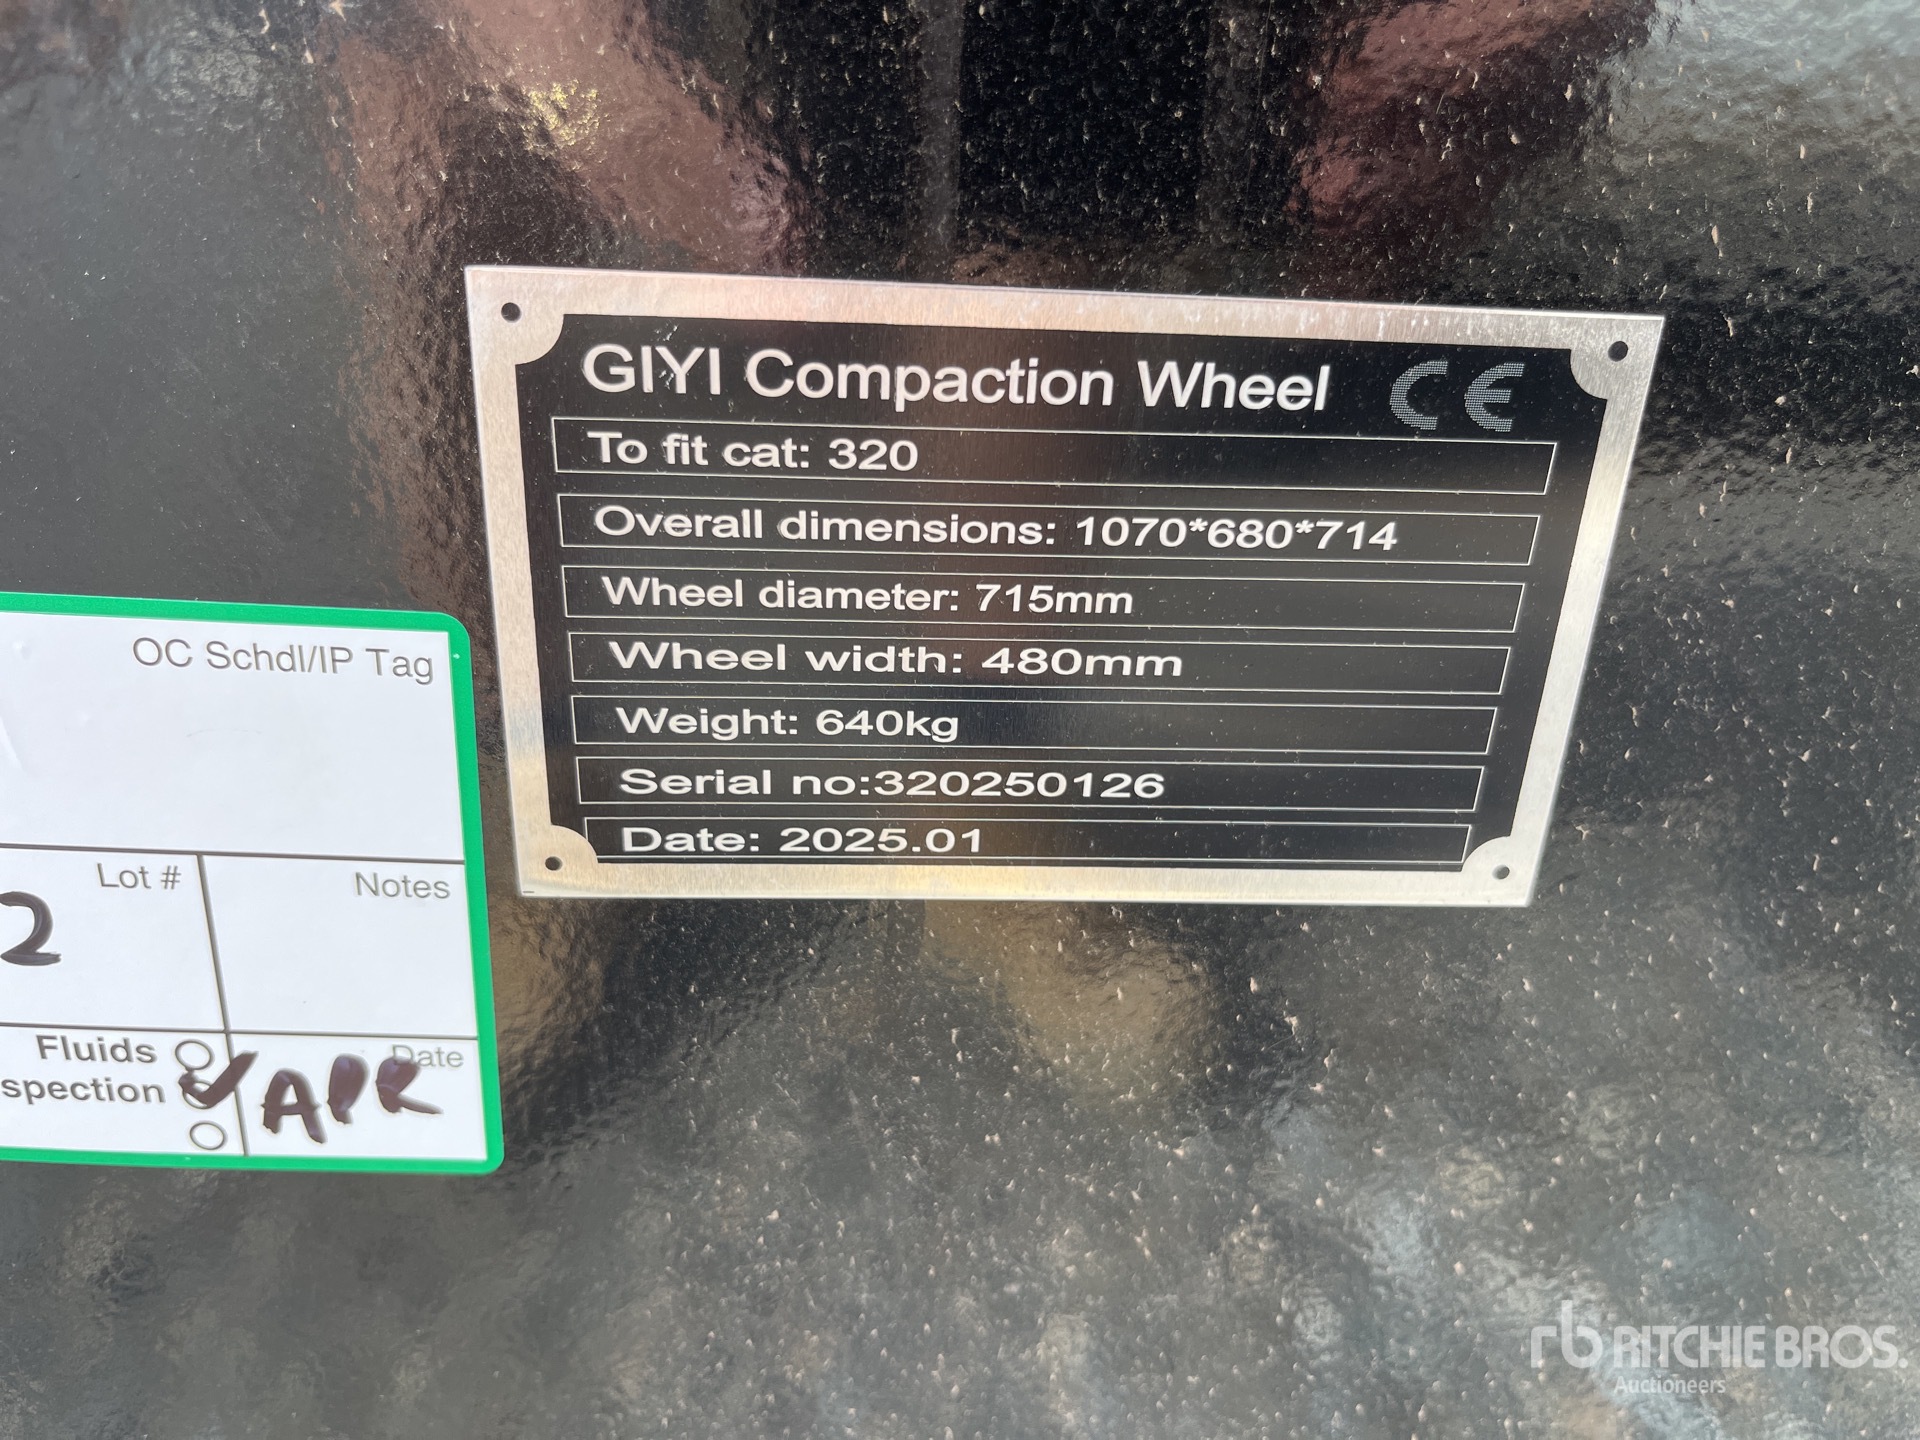 GIYI Compaction Wheel CE
To fit cat: 320
Overall dimensions: 1070*680*714
Wheel diameter: 715mm
Wheel width: 480mm
Weight: 640kg
Serial no:320250126
Date: 2025.01
OC Schdl/IP Tag
Lot #
Notes
2
Fluids
spection
Date
APR
rb RITCHIE BROS.
Auctioneers